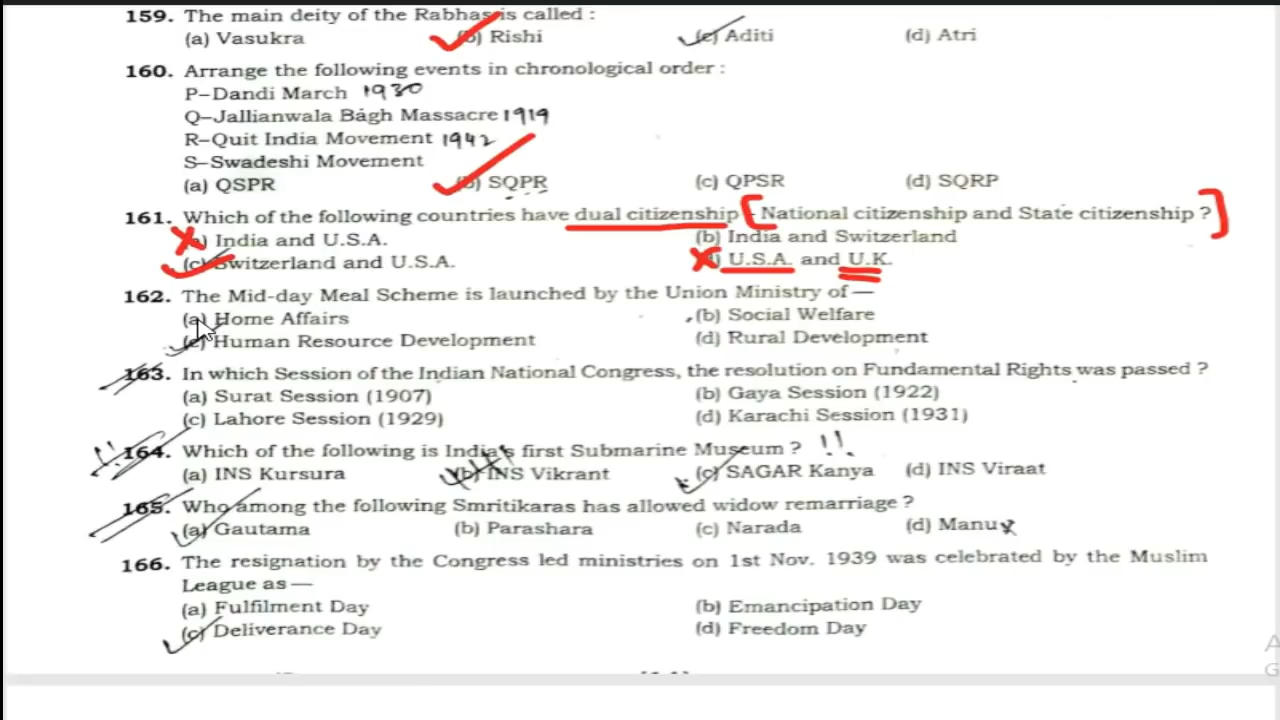 159. The main deity of the Rabhas is called :
(a) Vasukra (b) Rishi (c) Aditi (d) Atri
160. Arrange the following events in chronological order :
P–Dandi March 1930
Q–Jallianwala Bagh Massacre 1919
R–Quit India Movement 1942
S–Swadeshi Movement
(a) QSPR (b) SQPR (c) QPSR (d) SQRP
161. Which of the following countries have dual citizenship - [National citizenship and State citizenship ?]
(a) India and U.S.A. (b) India and Switzerland
(c) Switzerland and U.S.A. (d) U.S.A. and U.K.
162. The Mid-day Meal Scheme is launched by the Union Ministry of —
(a) Home Affairs (b) Social Welfare
(c) Human Resource Development (d) Rural Development
163. In which Session of the Indian National Congress, the resolution on Fundamental Rights was passed ?
(a) Surat Session (1907) (b) Gaya Session (1922)
(c) Lahore Session (1929) (d) Karachi Session (1931)
!! 164. Which of the following is India's first Submarine Museum ? !!
(a) INS Kursura (b) INS Vikrant (c) SAGAR Kanya (d) INS Viraat
165. Who among the following Smritikaras has allowed widow remarriage ?
(a) Gautama (b) Parashara (c) Narada (d) Manu x
166. The resignation by the Congress led ministries on 1st Nov. 1939 was celebrated by the Muslim
League as —
(a) Fulfilment Day (b) Emancipation Day
(c) Deliverance Day (d) Freedom Day